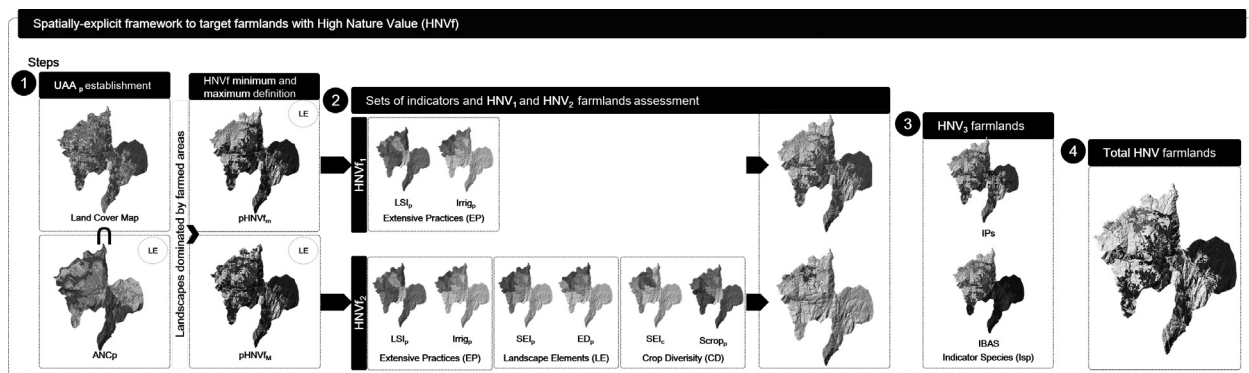 Spatially-explicit framework to target farmlands with High Nature Value (HNVf)
Steps
1
UAA p establishment
Land Cover Map
∩
LE
ANCp
Landscapes dominated by farmed areas
HNVf minimum and
maximum definition
LE
pHNVfm
LE
pHNVfM
2
Sets of indicators and HNV1 and HNV2 farmlands assessment
HNVf1
LSIp
Irrigp
Extensive Practices (EP)
HNVf2
LSIp
Irrigp
Extensive Practices (EP)
SEIp
EDp
Landscape Elements (LE)
SEIc
Scropp
Crop Diverisity (CD)
3
HNV3 farmlands
IPs
IBAS
Indicator Species (Isp)
4
Total HNV farmlands